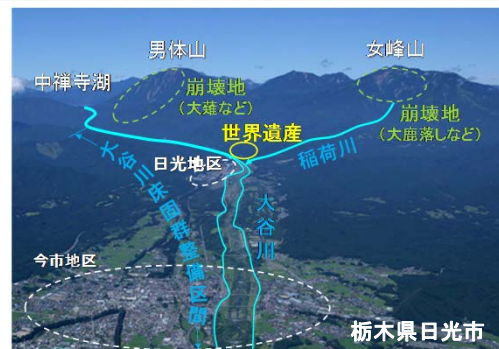 男体山
女峰山
中禅寺湖
崩壊地
(大薙など)
崩壊地
(大鹿落しなど)
世界遺産
稲荷川
日光地区
大谷川
大谷川床固群整備区間
今市地区
栃木県日光市